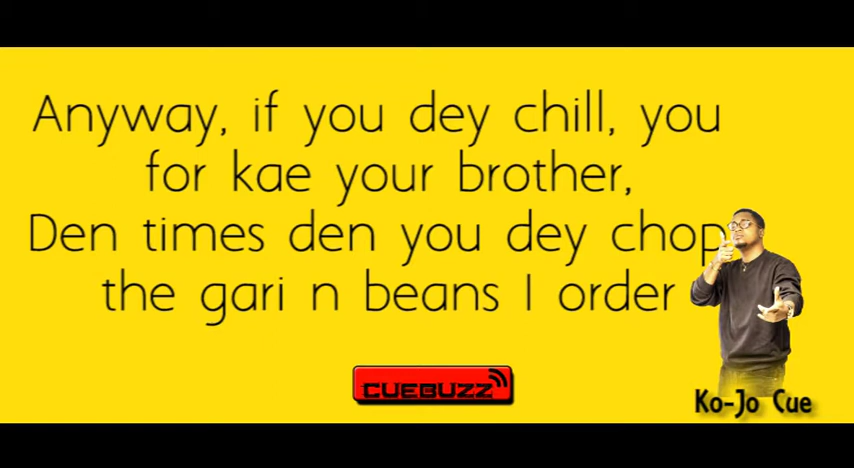 Anyway, if you dey chill, you
for kae your brother,
Den times den you dey chop
the gari n beans I order
CUEBUZZ
Ko-Jo Cue